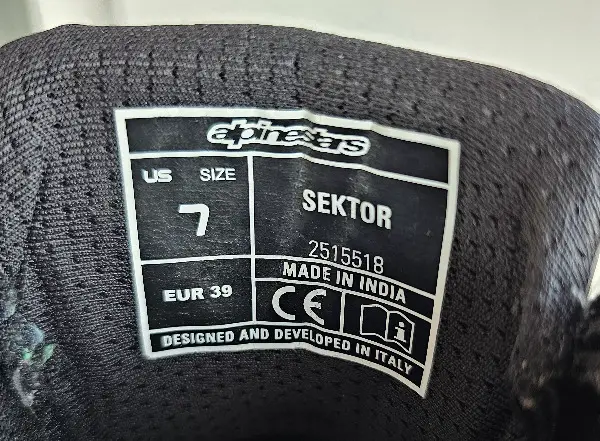 alpinestars
US SIZE
7
SEKTOR
2515518
MADE IN INDIA
EUR 39
CE
i
DESIGNED AND DEVELOPED IN ITALY